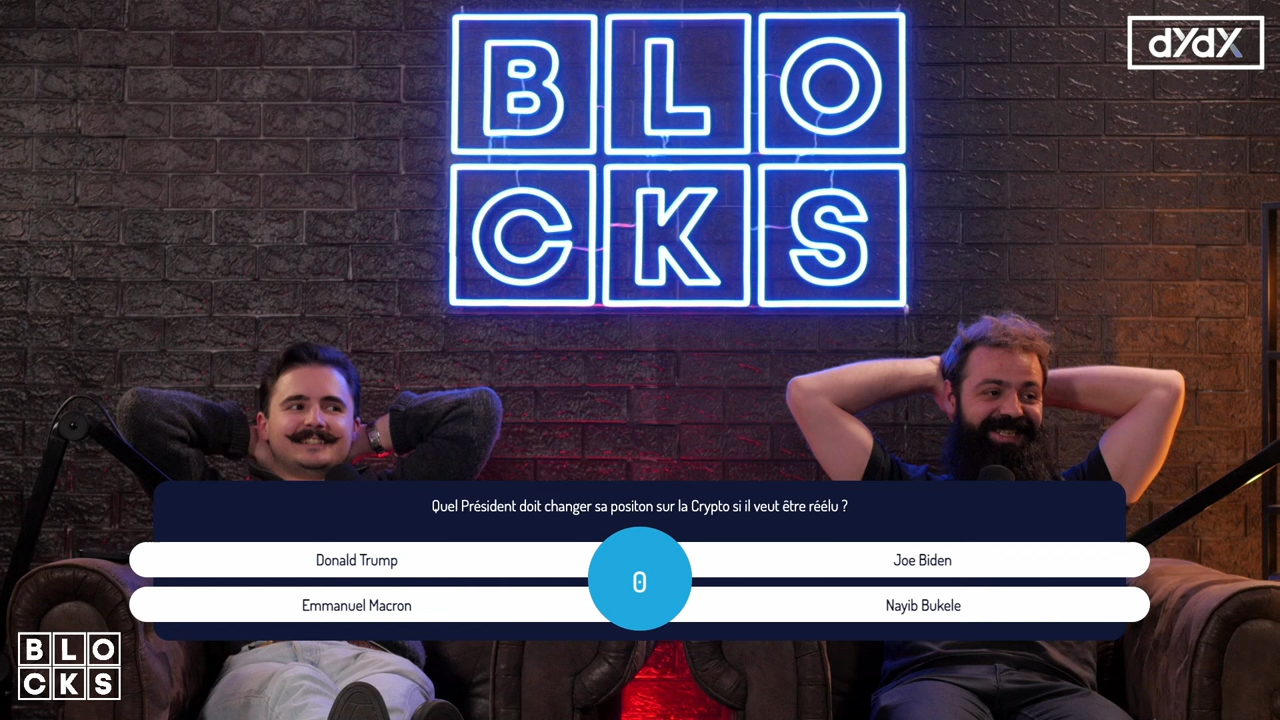 BLO
CKS
dYdX
Quel Président doit changer sa positon sur la Crypto si il veut être réélu ?
Donald Trump
Joe Biden
0
Emmanuel Macron
Nayib Bukele
BLO
CKS